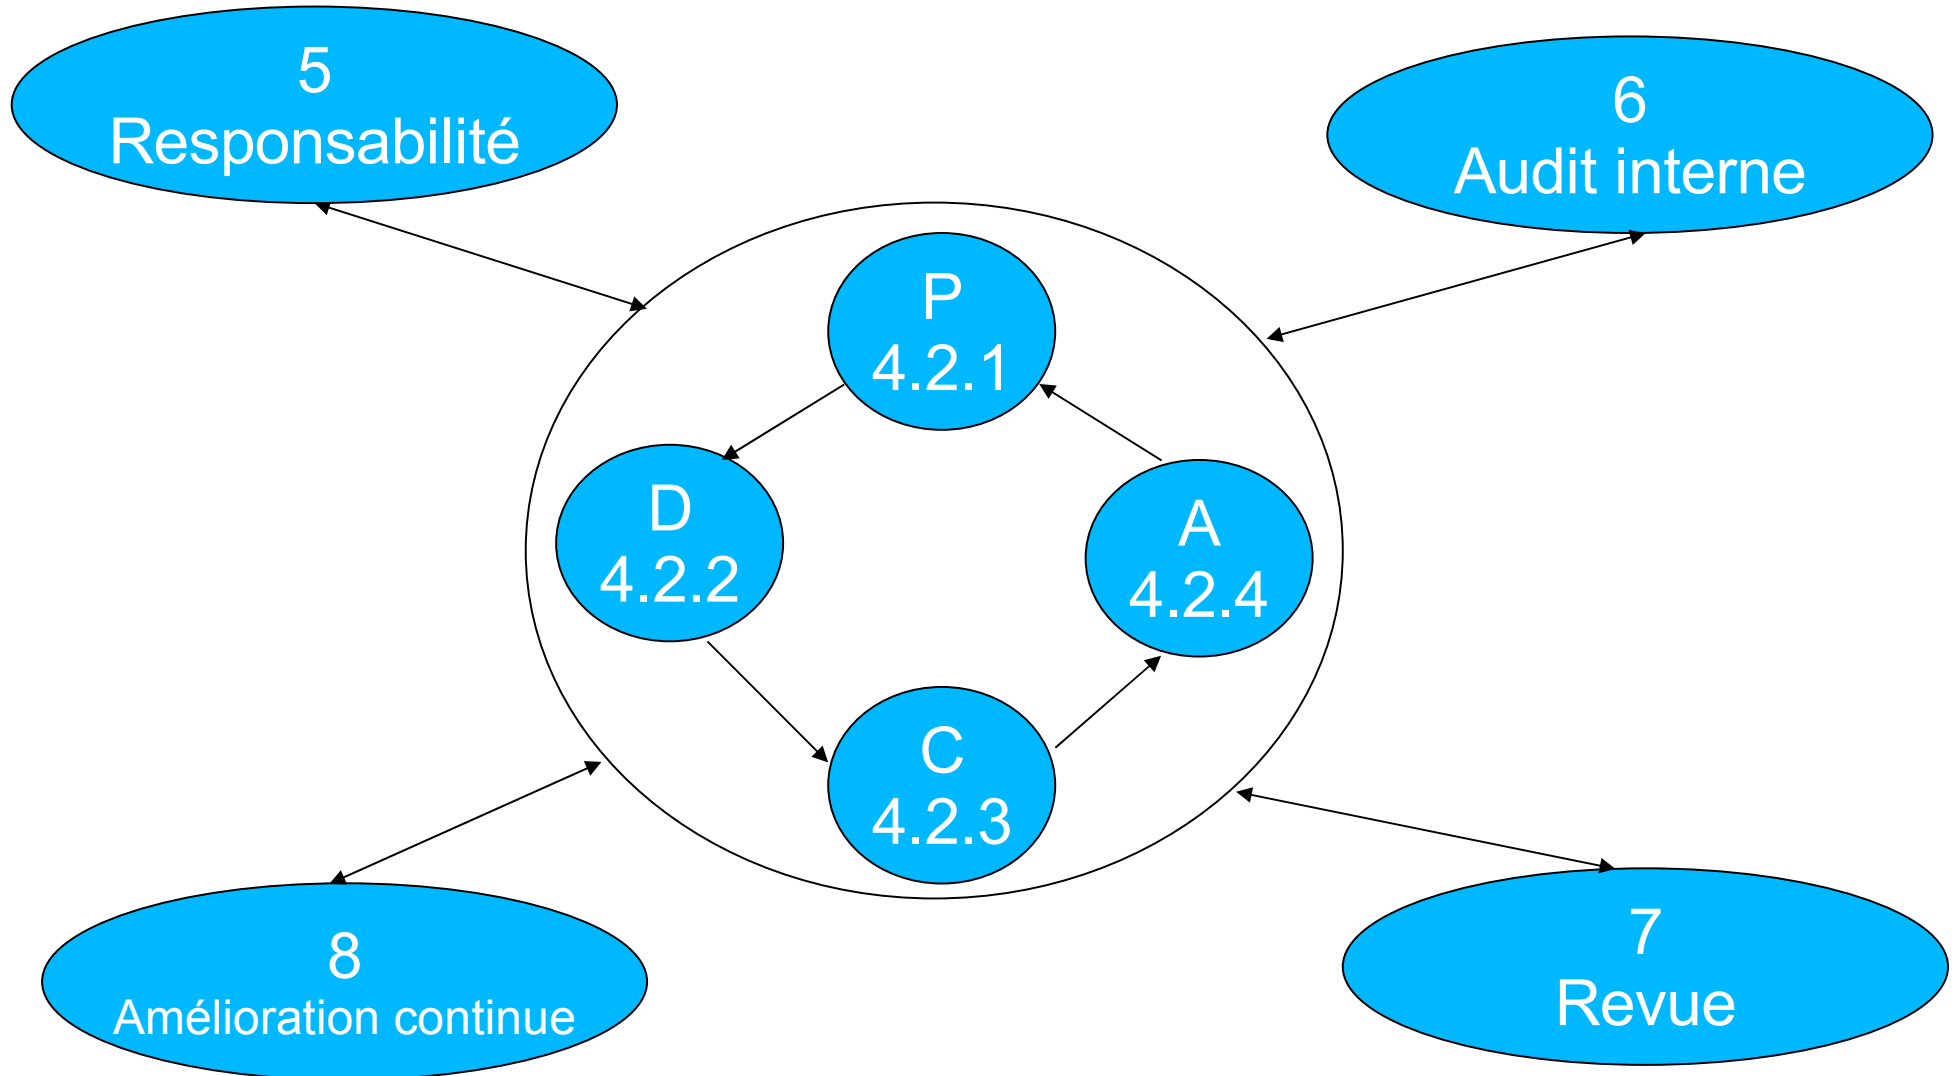 5
Responsabilité
6
Audit interne
P
4.2.1
D
4.2.2
A
4.2.4
C
4.2.3
8
Amélioration continue
7
Revue